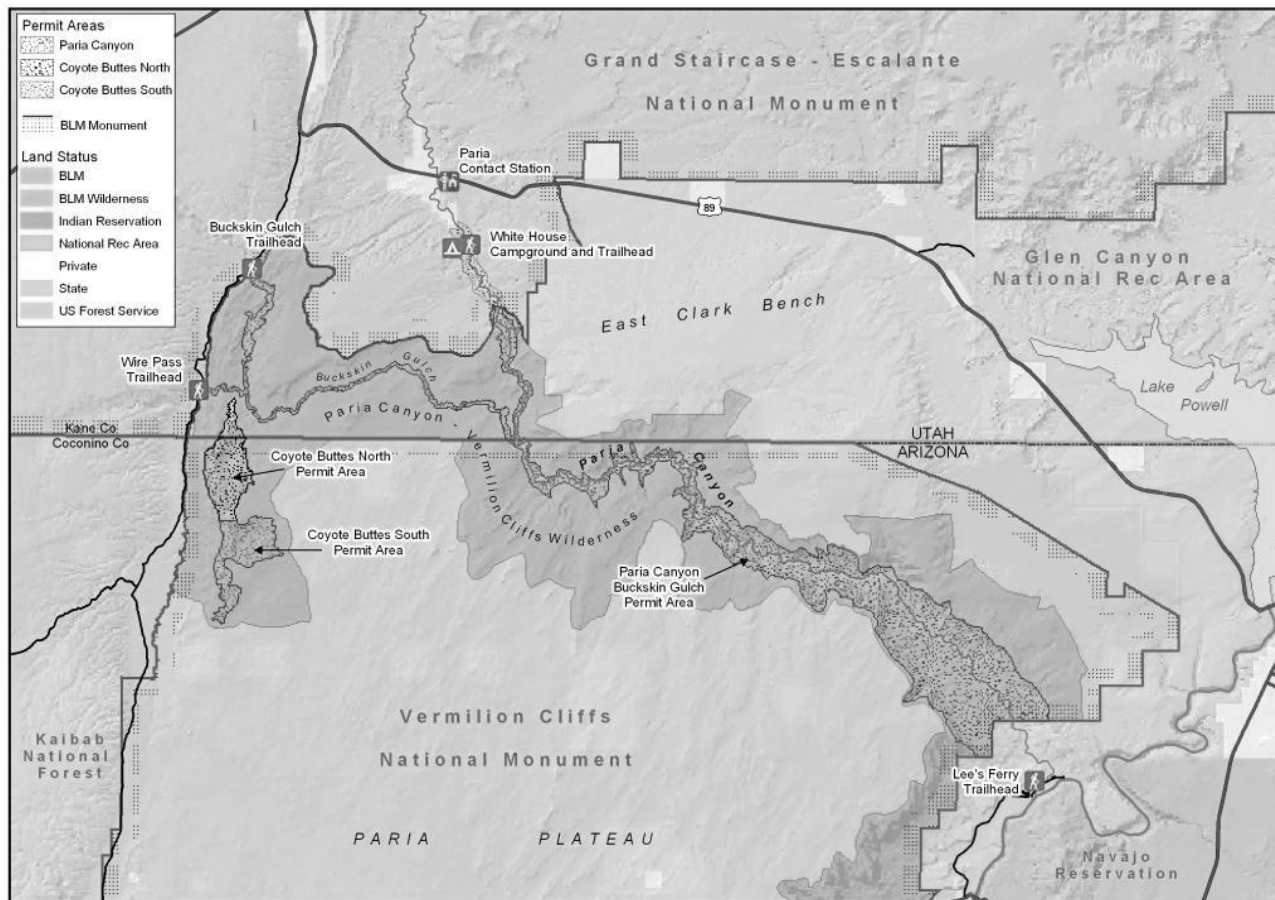 Permit Areas
Paria Canyon
Coyote Buttes North
Coyote Buttes South
BLM Monument
Land Status
BLM
BLM Wilderness
Indian Reservation
National Rec Area
Private
State
US Forest Service
Grand Staircase - Escalante
National Monument
Paria
Contact Station
89
Buckskin Gulch
Trailhead
White House
Campground and Trailhead
Glen Canyon
National Rec Area
East Clark Bench
Wire Pass
Trailhead
Buckskin Gulch
Lake
Powell
Paria Canyon - Vermilion Cliffs Wilderness
Kane Co
Coconino Co
UTAH
ARIZONA
Paria Canyon
Coyote Buttes North
Permit Area
Coyote Buttes South
Permit Area
Paria Canyon
Buckskin Gulch
Permit Area
Vermilion Cliffs
National Monument
Kaibab
National
Forest
Lee's Ferry
Trailhead
PARIA PLATEAU
Navajo
Reservation